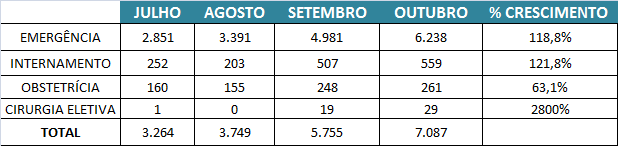 JULHO AGOSTO SETEMBRO OUTUBRO % CRESCIMENTO
EMERGÊNCIA 2.851 3.391 4.981 6.238 118,8%
INTERNAMENTO 252 203 507 559 121,8%
OBSTETRÍCIA 160 155 248 261 63,1%
CIRURGIA ELETIVA 1 0 19 29 2800%
TOTAL 3.264 3.749 5.755 7.087